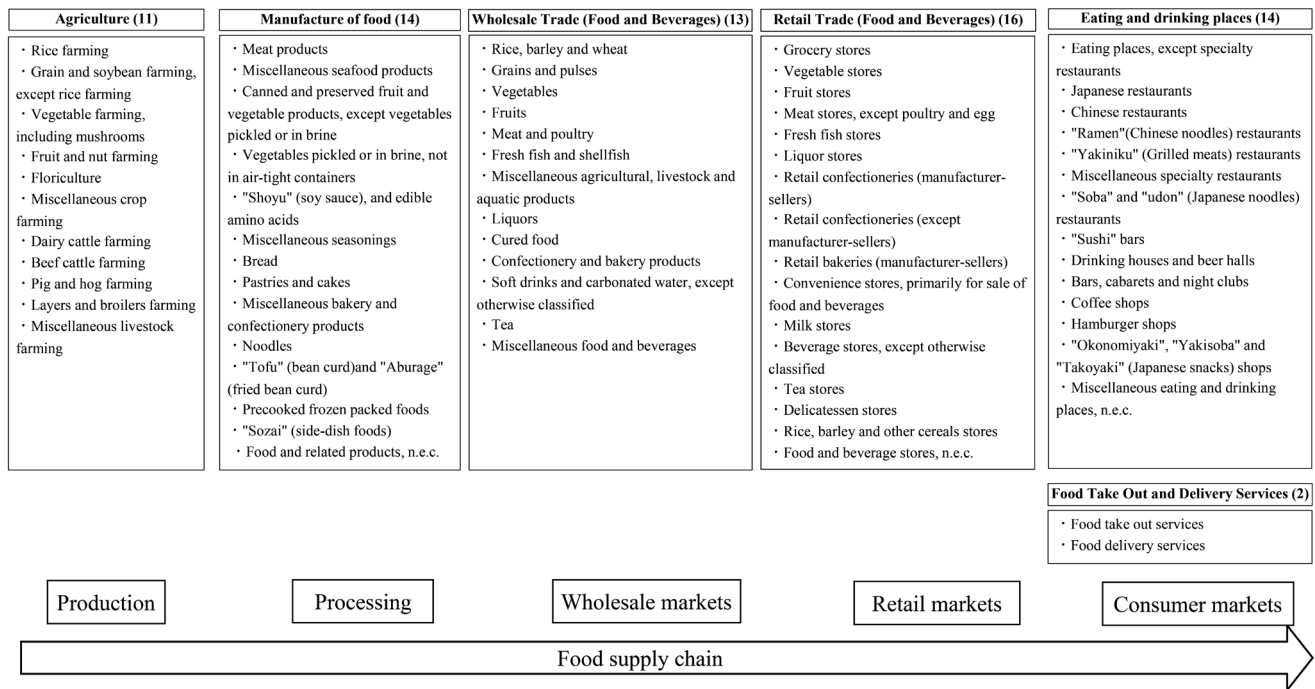 Agriculture (11)
・Rice farming
・Grain and soybean farming,
except rice farming
・Vegetable farming,
including mushrooms
・Fruit and nut farming
・Floriculture
・Miscellaneous crop
farming
・Dairy cattle farming
・Beef cattle farming
・Pig and hog farming
・Layers and broilers farming
・Miscellaneous livestock
farming
Manufacture of food (14)
・Meat products
・Miscellaneous seafood products
・Canned and preserved fruit and
vegetable products, except vegetables
pickled or in brine
・Vegetables pickled or in brine, not
in air-tight containers
・"Shoyu" (soy sauce), and edible
amino acids
・Miscellaneous seasonings
・Bread
・Pastries and cakes
・Miscellaneous bakery and
confectionery products
・Noodles
・"Tofu" (bean curd)and "Aburage"
(fried bean curd)
・Precooked frozen packed foods
・"Sozai" (side-dish foods)
・Food and related products, n.e.c.
Wholesale Trade (Food and Beverages) (13)
・Rice, barley and wheat
・Grains and pulses
・Vegetables
・Fruits
・Meat and poultry
・Fresh fish and shellfish
・Miscellaneous agricultural, livestock and
aquatic products
・Liquors
・Cured food
・Confectionery and bakery products
・Soft drinks and carbonated water, except
otherwise classified
・Tea
・Miscellaneous food and beverages
Retail Trade (Food and Beverages) (16)
・Grocery stores
・Vegetable stores
・Fruit stores
・Meat stores, except poultry and egg
・Fresh fish stores
・Liquor stores
・Retail confectioneries (manufacturer-
sellers)
・Retail confectioneries (except
manufacturer-sellers)
・Retail bakeries (manufacturer-sellers)
・Convenience stores, primarily for sale of
food and beverages
・Milk stores
・Beverage stores, except otherwise
classified
・Tea stores
・Delicatessen stores
・Rice, barley and other cereals stores
・Food and beverage stores, n.e.c.
Eating and drinking places (14)
・Eating places, except specialty
restaurants
・Japanese restaurants
・Chinese restaurants
・"Ramen"(Chinese noodles) restaurants
・"Yakiniku" (Grilled meats) restaurants
・Miscellaneous specialty restaurants
・"Soba" and "udon" (Japanese noodles)
restaurants
・"Sushi" bars
・Drinking houses and beer halls
・Bars, cabarets and night clubs
・Coffee shops
・Hamburger shops
・"Okonomiyaki", "Yakisoba" and
"Takoyaki" (Japanese snacks) shops
・Miscellaneous eating and drinking
places, n.e.c.
Food Take Out and Delivery Services (2)
・Food take out services
・Food delivery services
Production
Processing
Wholesale markets
Retail markets
Consumer markets
Food supply chain